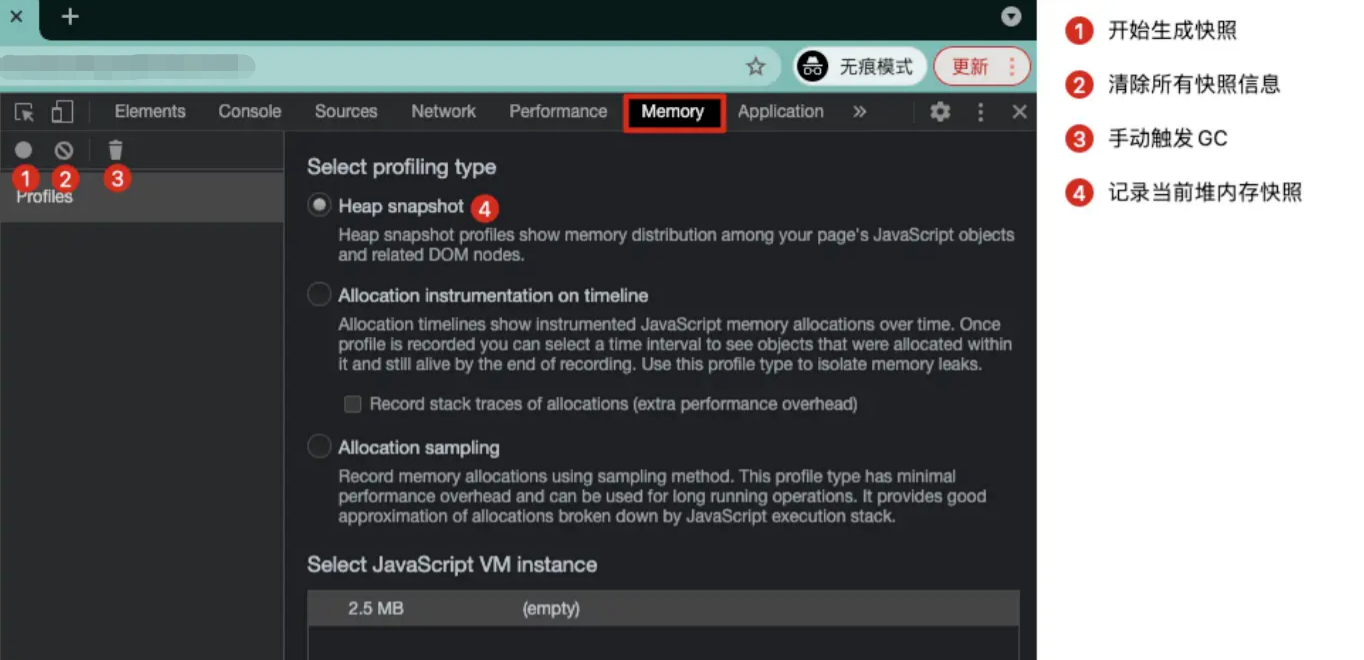 无痕模式
更新
Elements
Console
Sources
Network
Performance
Memory
Application
1
2
3
Profiles
Select profiling type
Heap snapshot 4
Heap snapshot profiles show memory distribution among your page's JavaScript objects
and related DOM nodes.
Allocation instrumentation on timeline
Allocation timelines show instrumented JavaScript memory allocations over time. Once
profile is recorded you can select a time interval to see objects that were allocated within
it and still alive by the end of recording. Use this profile type to isolate memory leaks.
Record stack traces of allocations (extra performance overhead)
Allocation sampling
Record memory allocations using sampling method. This profile type has minimal
performance overhead and can be used for long running operations. It provides good
approximation of allocations broken down by JavaScript execution stack.
Select JavaScript VM instance
2.5 MB (empty)
1 开始生成快照
2 清除所有快照信息
3 手动触发 GC
4 记录当前堆内存快照